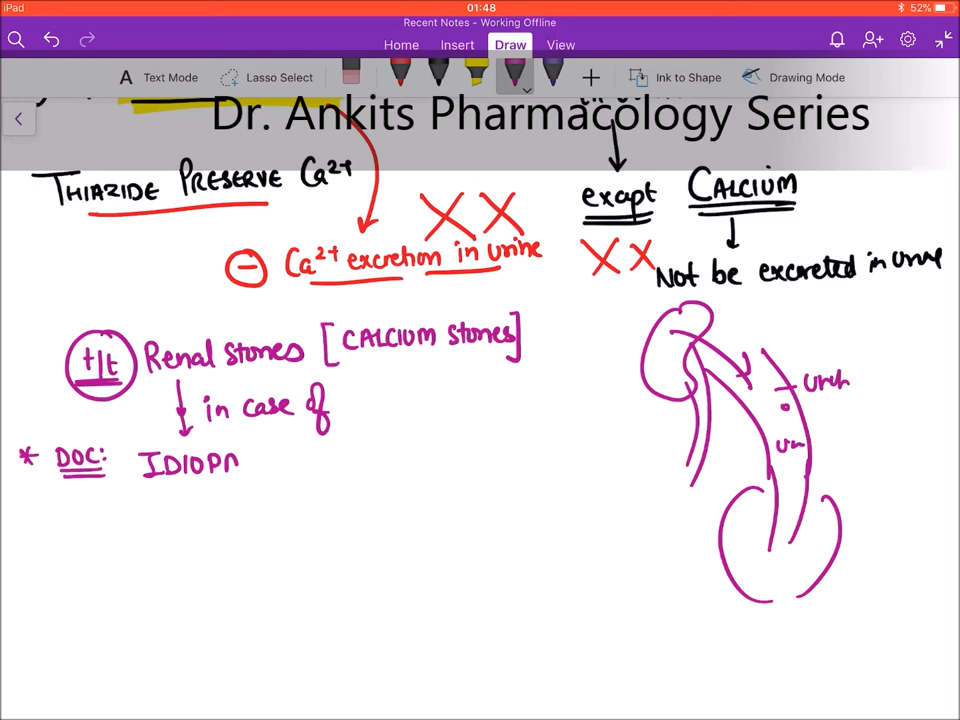 iPad
01:48
52%
Recent Notes - Working Offline
Home
Insert
Draw
View
A Text Mode
Lasso Select
Ink to Shape
Drawing Mode
Dr. Ankits Pharmacology Series
THIAZIDE PRESERVE Ca2+
exapt CALCIUM
- Ca2+ excretion in urine
Not be excreted in urine
t/t Renal stones [CALCIUM stones]
in case of
* DOC: IDIOPA